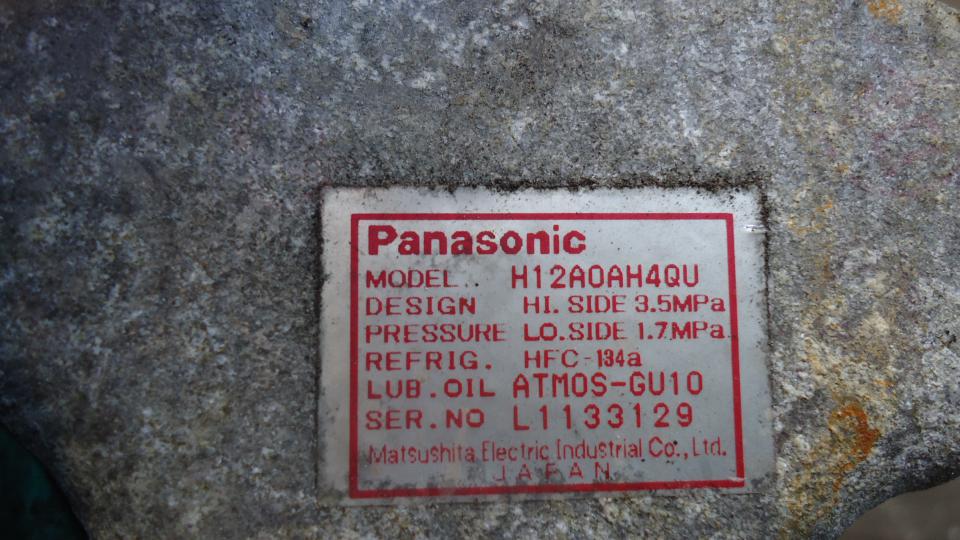 Panasonic
MODEL. H12A0AH4QU
DESIGN HI. SIDE 3.5MPa
PRESSURE LO. SIDE 1.7MPa
REFRIG. HFC-134a
LUB. OIL ATMOS-GU10
SER. NO L1133129
Matsushita Electric Industrial Co., Ltd.
JAPAN